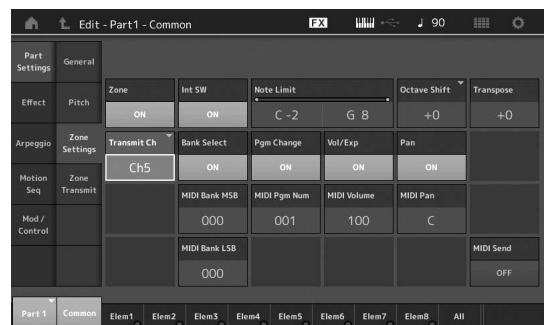 Edit - Part1 - Common FX 90
Part Settings
General
Effect
Pitch
Arpeggio
Zone Settings
Motion Seq
Zone Transmit
Mod / Control
Zone Int SW Note Limit Octave Shift Transpose
ON ON C -2 G 8 +0 +0
Transmit Ch Bank Select Pgm Change Vol/Exp Pan
Ch5 ON ON ON ON
MIDI Bank MSB MIDI Pgm Num MIDI Volume MIDI Pan
000 001 100 C
MIDI Bank LSB MIDI Send
000 OFF
Part 1 Common Elem1 Elem2 Elem3 Elem4 Elem5 Elem6 Elem7 Elem8 All